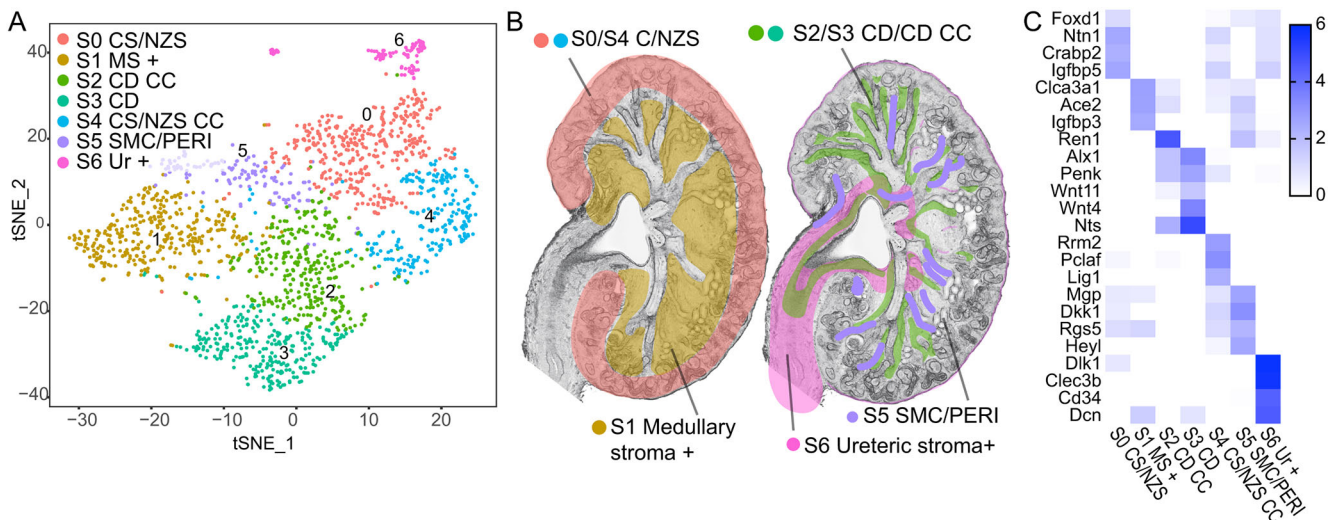 A
S0 CS/NZS
S1 MS +
S2 CD CC
S3 CD
S4 CS/NZS CC
S5 SMC/PERI
S6 Ur +
6
0
5
4
1
2
3
40
20
0
−20
−40
tSNE_2
−30
−20
−10
0
10
20
tSNE_1
B
S0/S4 C/NZS
S2/S3 CD/CD CC
S1 Medullary
stroma +
S5 SMC/PERI
S6 Ureteric stroma+
C
Foxd1
Ntn1
Crabp2
Igfbp5
Clca3a1
Ace2
Igfbp3
Ren1
Alx1
Penk
Wnt11
Wnt4
Nts
Rrm2
Pclaf
Lig1
Mgp
Dkk1
Rgs5
Heyl
Dlk1
Clec3b
Cd34
Dcn
S0 CS/NZS
S1 MS +
S2 CD CC
S3 CD
S4 CS/NZS CC
S5 SMC/PERI
S6 Ur +
6
4
2
0